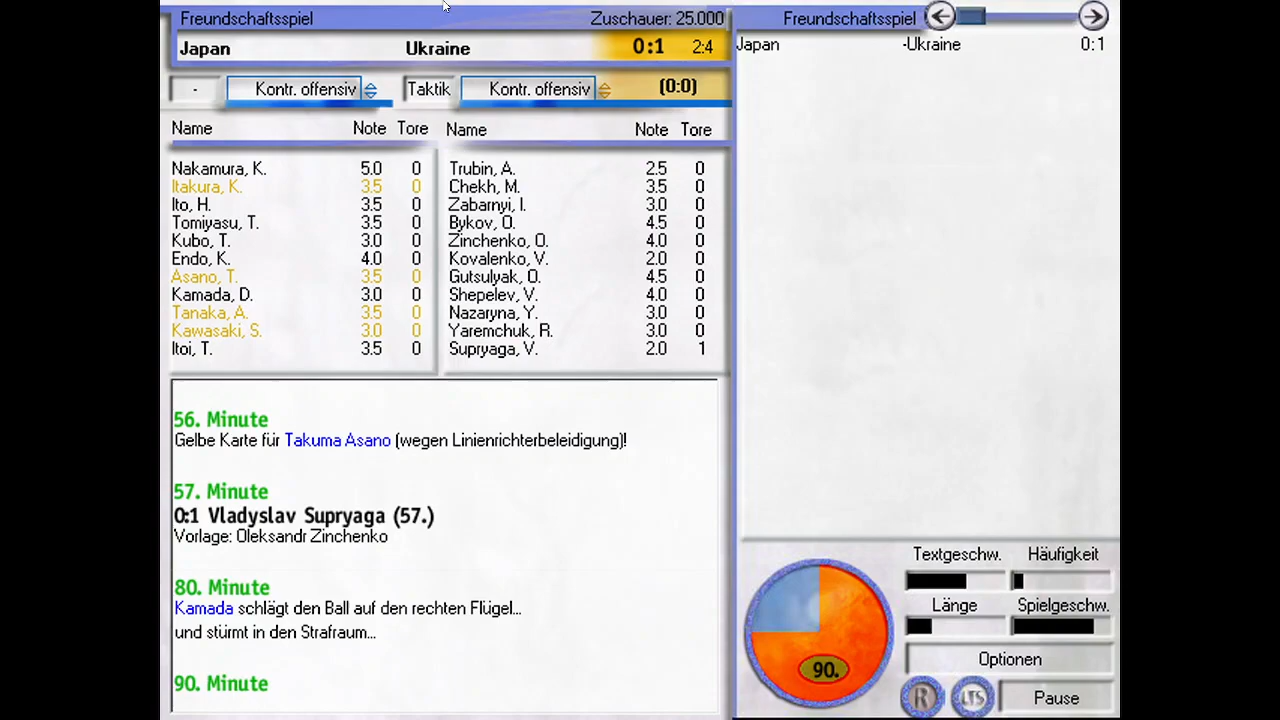 Freundschaftsspiel Zuschauer: 25.000
Japan Ukraine 0:1 2:4
- Kontr. offensiv Taktik Kontr. offensiv (0:0)
Name Note Tore Name Note Tore
Nakamura, K. 5.0 0 Trubin, A. 2.5 0
Itakura, K. 3.5 0 Chekh, M. 3.5 0
Ito, H. 3.5 0 Zabarnyi, I. 3.0 0
Tomiyasu, T. 3.5 0 Bykov, O. 4.5 0
Kubo, T. 3.0 0 Zinchenko, O. 4.0 0
Endo, K. 4.0 0 Kovalenko, V. 2.0 0
Asano, T. 3.5 0 Gutsulyak, O. 4.5 0
Kamada, D. 3.0 0 Shepelev, V. 4.0 0
Tanaka, A. 3.5 0 Nazaryna, Y. 3.0 0
Kawasaki, S. 3.0 0 Yaremchuk, R. 3.0 0
Itoi, T. 3.5 0 Supryaga, V. 2.0 1
56. Minute
Gelbe Karte für Takuma Asano (wegen Linienrichterbeleidigung)!
57. Minute
0:1 Vladyslav Supryaga (57.)
Vorlage: Oleksandr Zinchenko
80. Minute
Kamada schlägt den Ball auf den rechten Flügel...
und stürmt in den Strafraum...
90. Minute
Freundschaftsspiel
Japan -Ukraine 0:1
Textgeschw. Häufigkeit
Länge Spielgeschw.
90.
Optionen
R LTS Pause